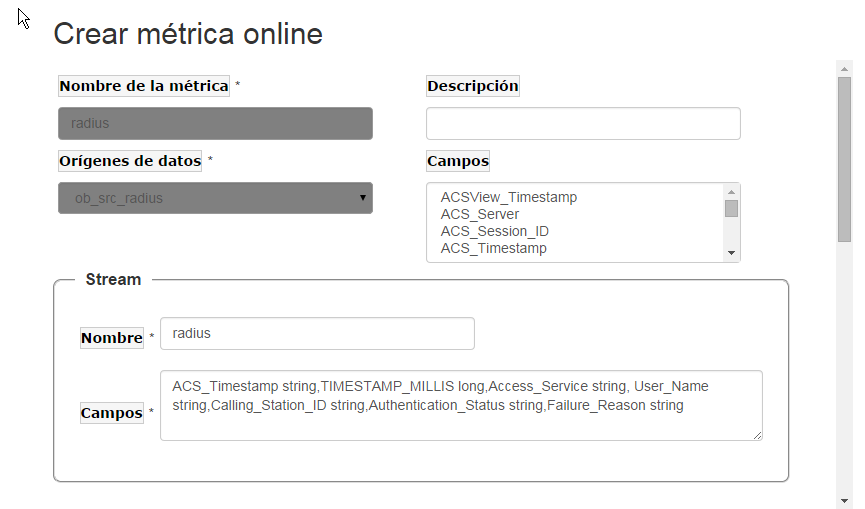 Crear métrica online
Nombre de la métrica *
Descripción
radius
Orígenes de datos *
Campos
ob_src_radius
ACSView_Timestamp
ACS_Server
ACS_Session_ID
ACS_Timestamp
Stream
Nombre *
radius
Campos *
ACS_Timestamp string,TIMESTAMP_MILLIS long,Access_Service string, User_Name
string,Calling_Station_ID string,Authentication_Status string,Failure_Reason string